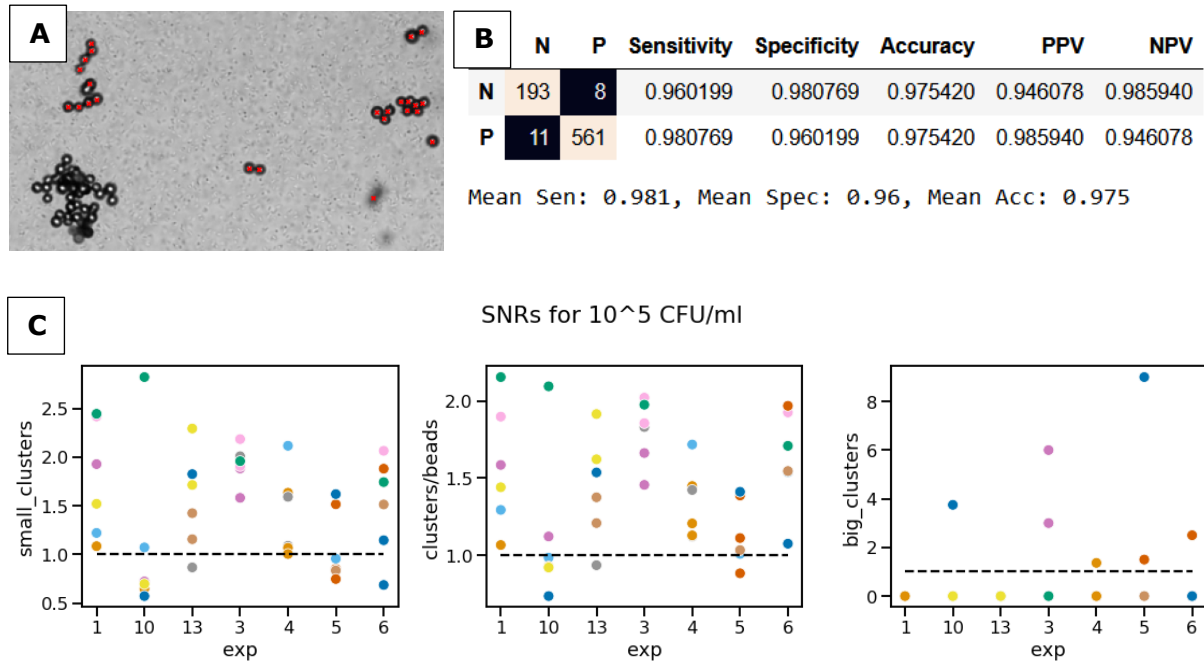 A
B
N P Sensitivity Specificity Accuracy PPV NPV
N 193 8 0.960199 0.980769 0.975420 0.946078 0.985940
P 11 561 0.980769 0.960199 0.975420 0.985940 0.946078
Mean Sen: 0.981, Mean Spec: 0.96, Mean Acc: 0.975
C
SNRs for 10^5 CFU/ml
small_clusters
2.5
2.0
1.5
1.0
0.5
1 10 13 3 4 5 6
exp
clusters/beads
2.0
1.5
1.0
1 10 13 3 4 5 6
exp
big_clusters
8
6
4
2
0
1 10 13 3 4 5 6
exp